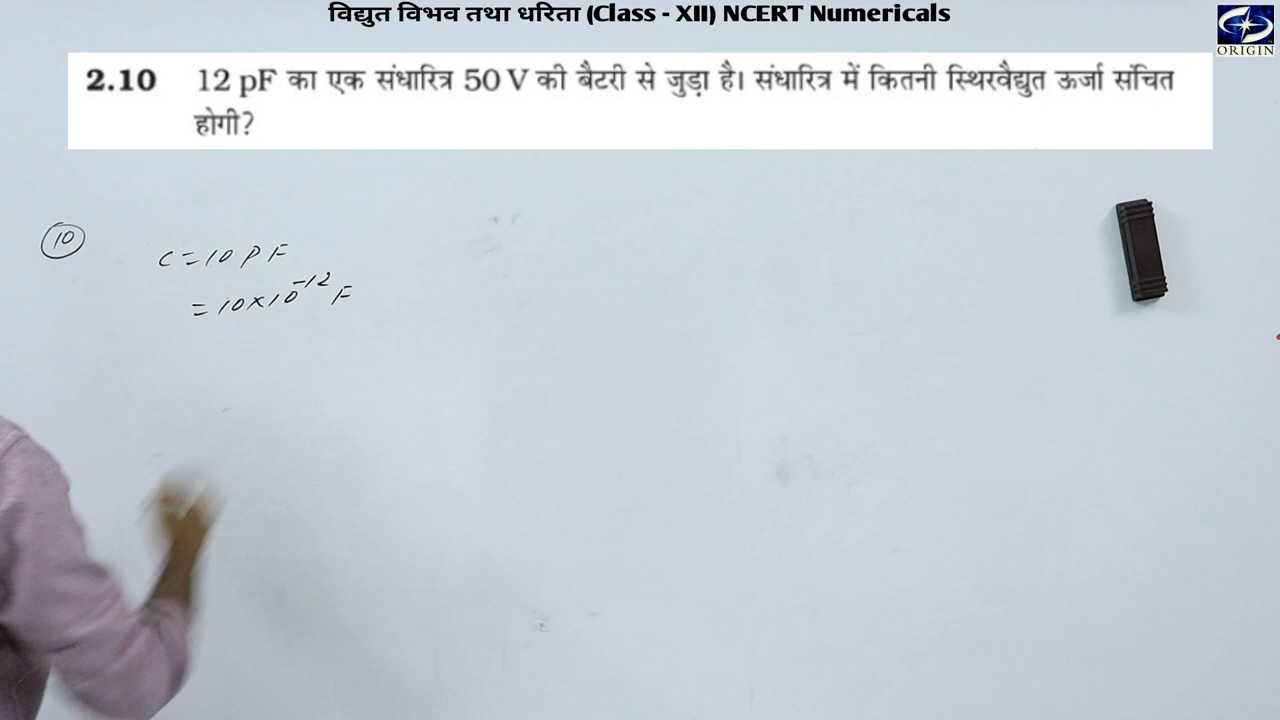 विद्युत विभव तथा धरिता (Class - XII) NCERT Numericals
ORIGIN
2.10 12 pF का एक संधारित्र 50 V की बैटरी से जुड़ा है। संधारित्र में कितनी स्थिरवैद्युत ऊर्जा संचित
होगी?
10 C = 10 P F
= 10×10⁻¹² F